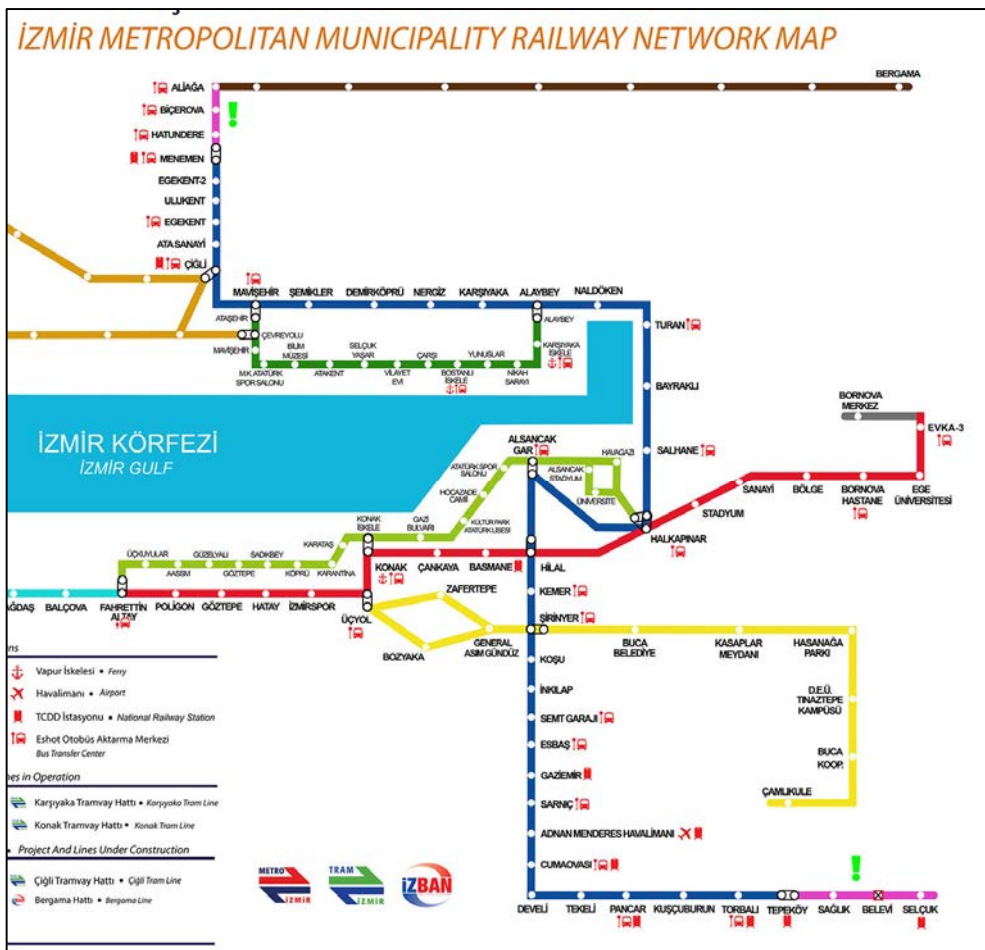 İZMİR METROPOLITAN MUNICIPALITY RAILWAY NETWORK MAP
BERGAMA
ALİAĞA
BİÇEROVA
HATUNDERE
MENEMEN
EGEKENT-2
ULUKENT
EGEKENT
ATA SANAYİ
ÇİĞLİ
MAVİŞEHİR
ŞEMİKLER
DEMİRKÖPRÜ
NERGİZ
KARŞIYAKA
ALAYBEY
NALDÖKEN
ATAŞEHİR
ÇEVREYOLU
MAVİŞEHİR
M.K. ATATÜRK
SPOR SALONU
BİLİM
MÜZESİ
ATAKENT
SELÇUK
YAŞAR
VİLAYET
EVİ
ÇARŞI
BOSTANLI
İSKELE
YUNUSLAR
NİKAH
SARAYI
KARŞIYAKA
İSKELE
ALAYBEY
TURAN
BAYRAKLI
SALHANE
İZMİR KÖRFEZİ
İZMİR GULF
BORNOVA
MERKEZ
EVKA-3
ALSANCAK
GAR
ATATÜRK SPOR
SALONU
HOCAZADE
CAMİİ
KÜLTÜR PARK
ATATÜRK LİSESİ
GAZİ
BULVARI
KONAK
İSKELE
KARATAŞ
ALSANCAK
STADYUM
HAVAGAZI
ÜNİVERSİTE
HALKAPINAR
STADYUM
SANAYİ
BÖLGE
BORNOVA
HASTANE
EGE
ÜNİVERSİTESİ
ÜÇKUYULAR
AASSM
GÜZELYALI
GÖZTEPE
SADIKBEY
KÖPRÜ
KARANTİNA
KONAK
ÇANKAYA
BASMANE
HİLAL
BALÇOVA
FAHRETTİN
ALTAY
POLİGON
GÖZTEPE
HATAY
İZMİRSPOR
ÜÇYOL
ZAFERTEPE
BOZYAKA
GENERAL
ASIM GÜNDÜZ
KEMER
ŞİRİNYER
BUCA
BELEDİYE
KASAPLAR
MEYDANI
HASANAĞA
PARKI
KOŞU
İNKILAP
SEMT GARAJI
ESBAŞ
GAZİEMİR
SARNIÇ
ADNAN MENDERES HAVALİMANI
CUMAOVASI
D.E.Ü.
TINAZTEPE
KAMPÜSÜ
BUCA
KOOP.
ÇAMLIKULE
DEVELİ
TEKELİ
PANCAR
KUŞÇUBURUN
TORBALI
TEPEKÖY
SAĞLIK
BELEVİ
SELÇUK
Vapur İskelesi • Ferry
Havalimanı • Airport
TCDD İstasyonu • National Railway Station
Eshot Otobüs Aktarma Merkezi
Bus Transfer Center
Lines in Operation
Karşıyaka Tramvay Hattı • Karşıyaka Tram Line
Konak Tramvay Hattı • Konak Tram Line
Project And Lines Under Construction
Çiğli Tramvay Hattı • Çiğli Tram Line
Bergama Hattı • Bergama Line
METRO
İZMİR
TRAM
İZMİR
İZBAN